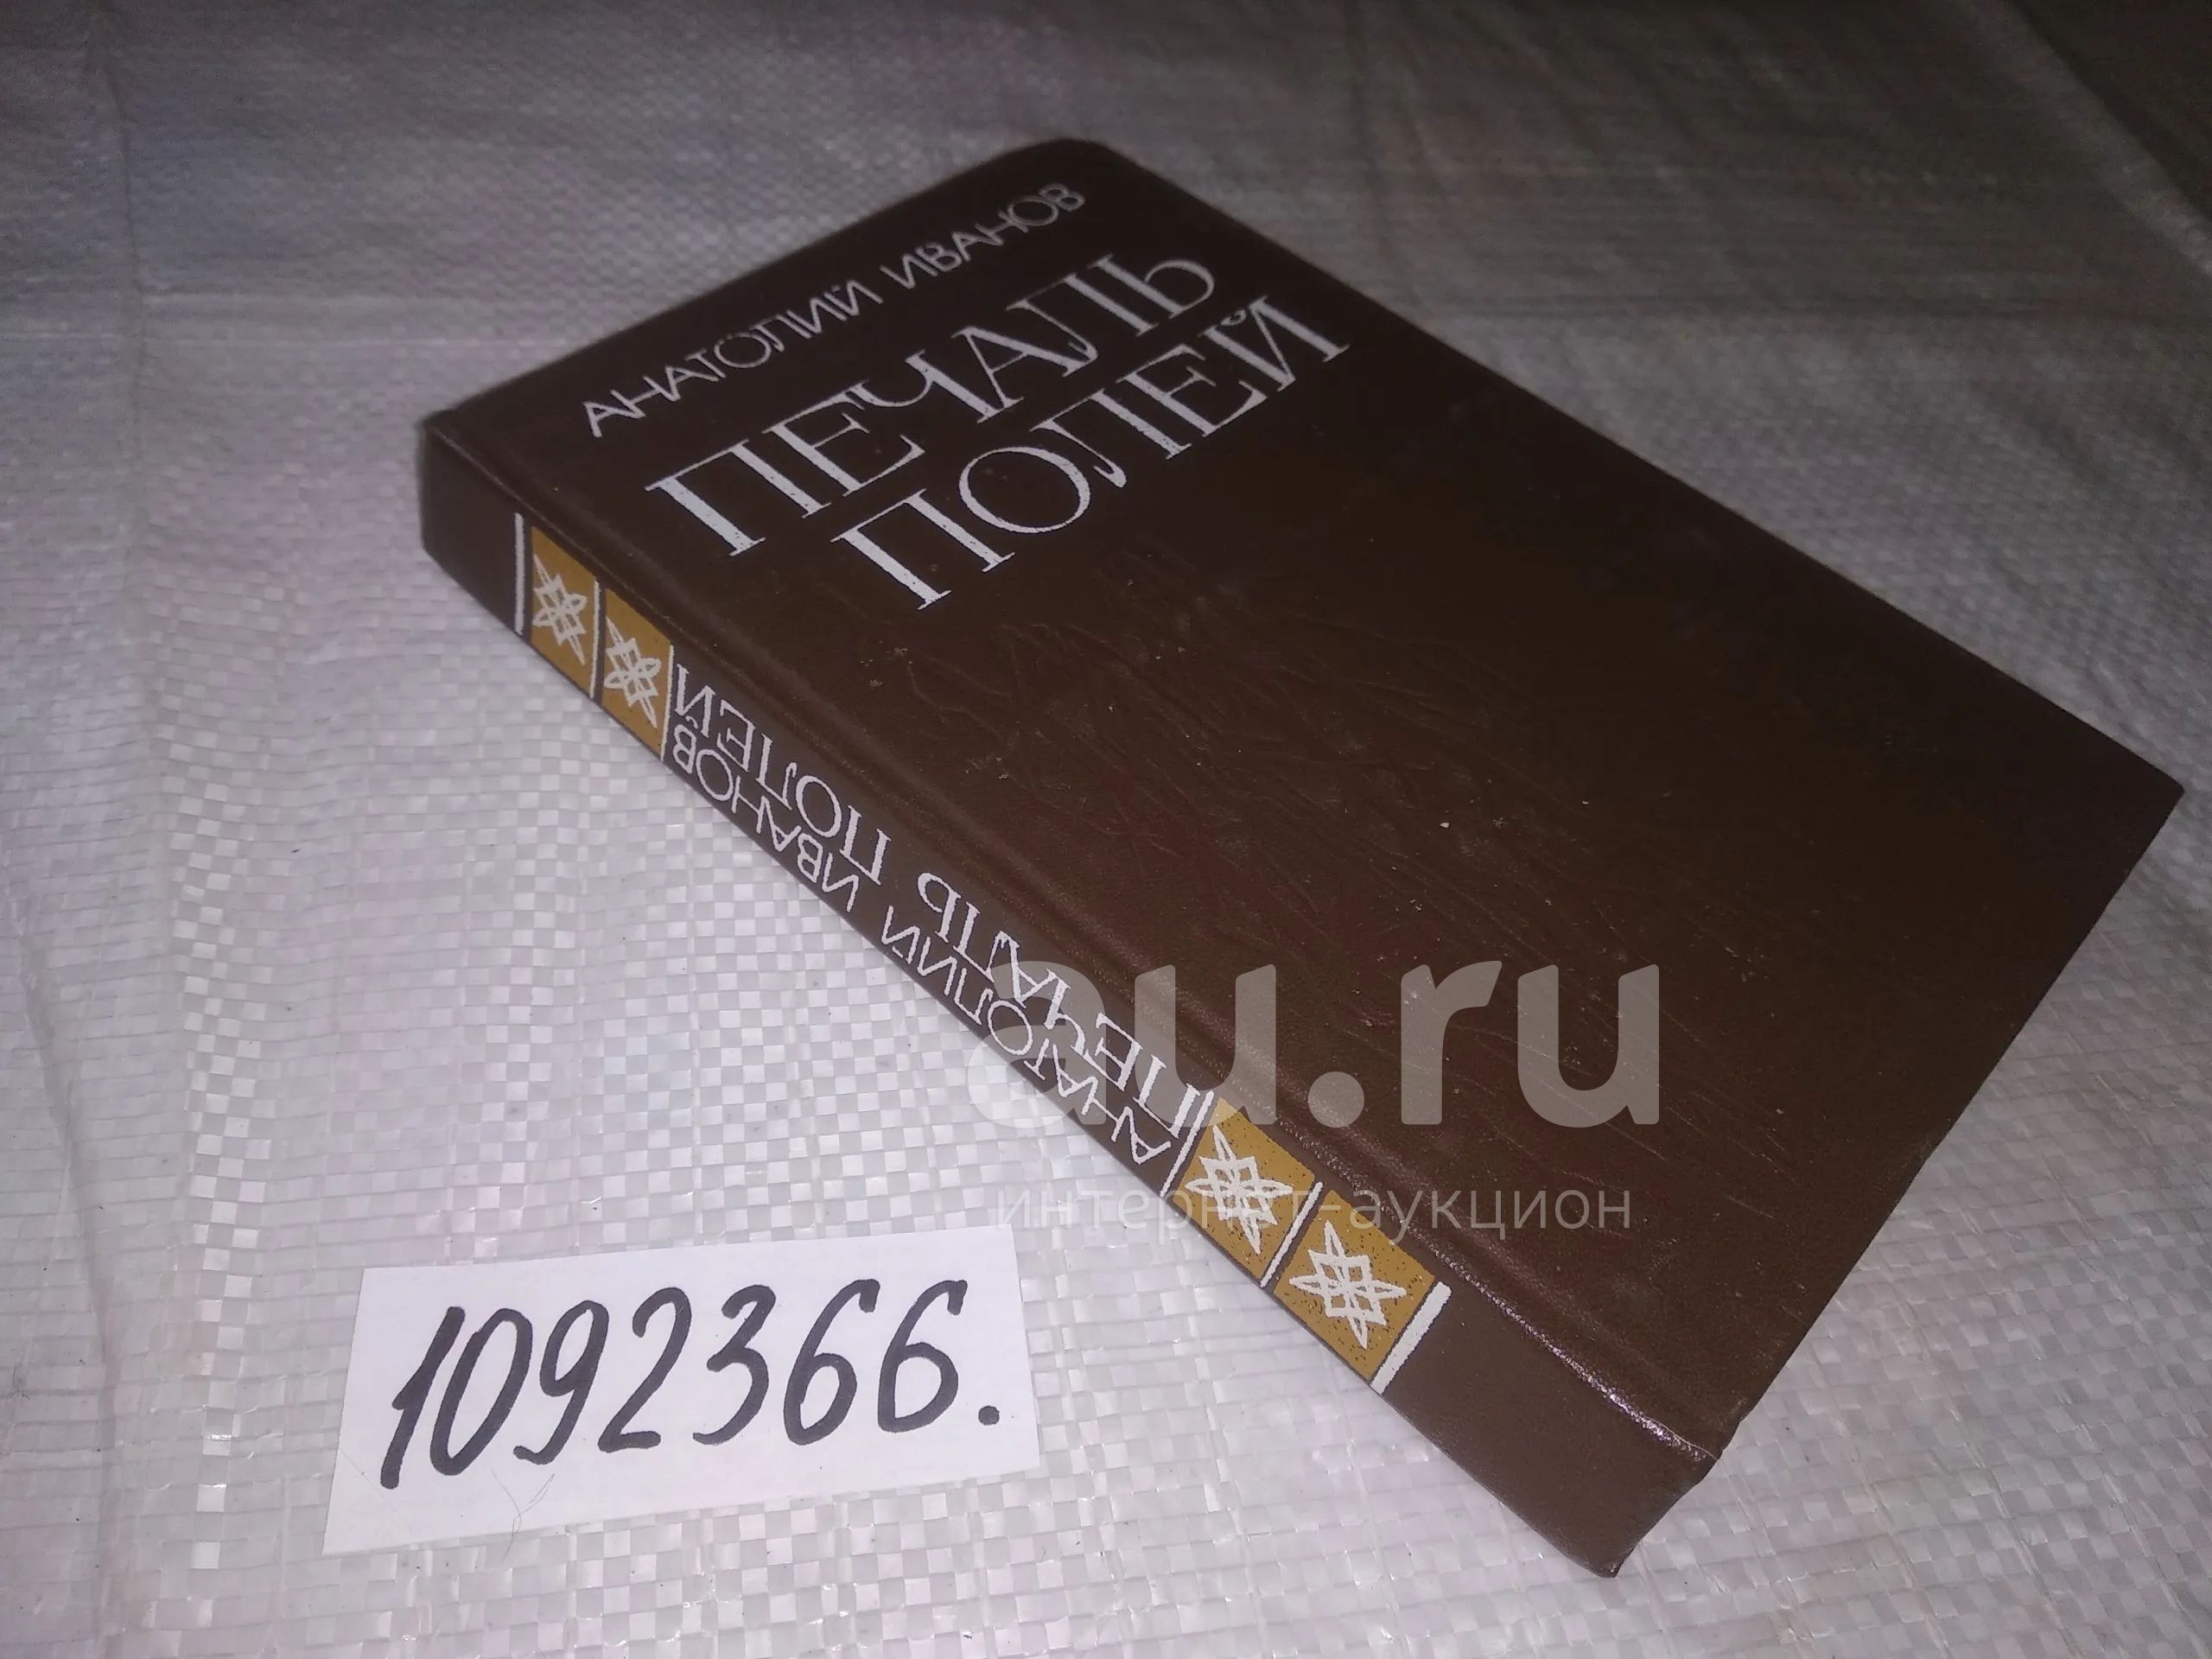 АНАТОЛИЙ ИВАНОВ
ПЕЧАЛЬ
ПОЛЕЙ
АНАТОЛИЙ ИВАНОВ
ПЕЧАЛЬ ПОЛЕЙ
au.ru
интернет-аукцион
1092366.